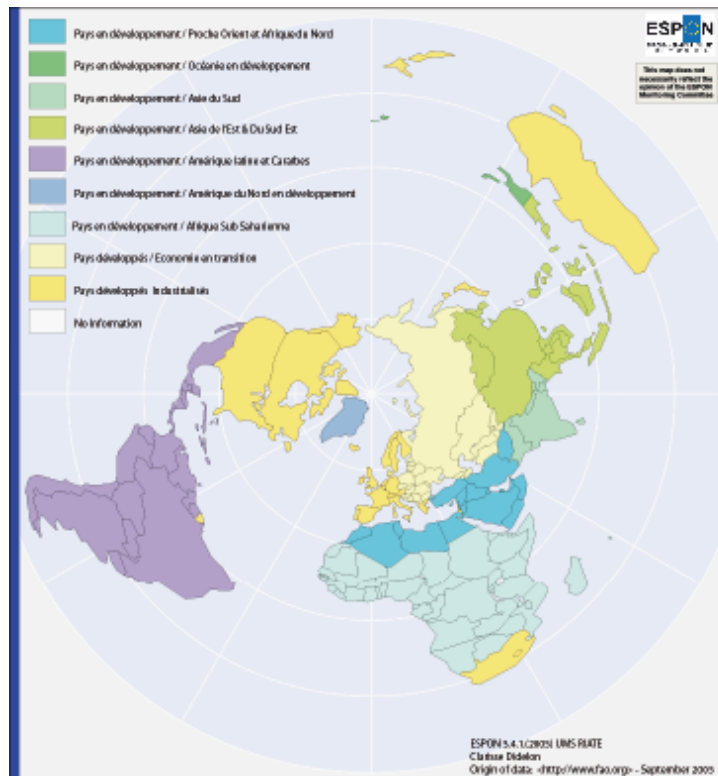 Pays en développement / Proche Orient et Afrique du Nord
Pays en développement / Océanie en développement
Pays en développement / Asie du Sud
Pays en développement / Asie de l'Est & Du Sud Est
Pays en développement / Amérique latine et Caraïbes
Pays en développement / Amérique du Nord en développement
Pays en développement / Afrique Sub Saharienne
Pays développés / Economie en transition
Pays développés Industrialisés
No Information
ESPON
This map does not
necessarily reflect the
opinion of the ESPON
Monitoring Committee
ESPON 3.4.1.(2005) UMS RIATE
Clarisse Didelon
Origin of data: <http://www.fao.org> - September 2005